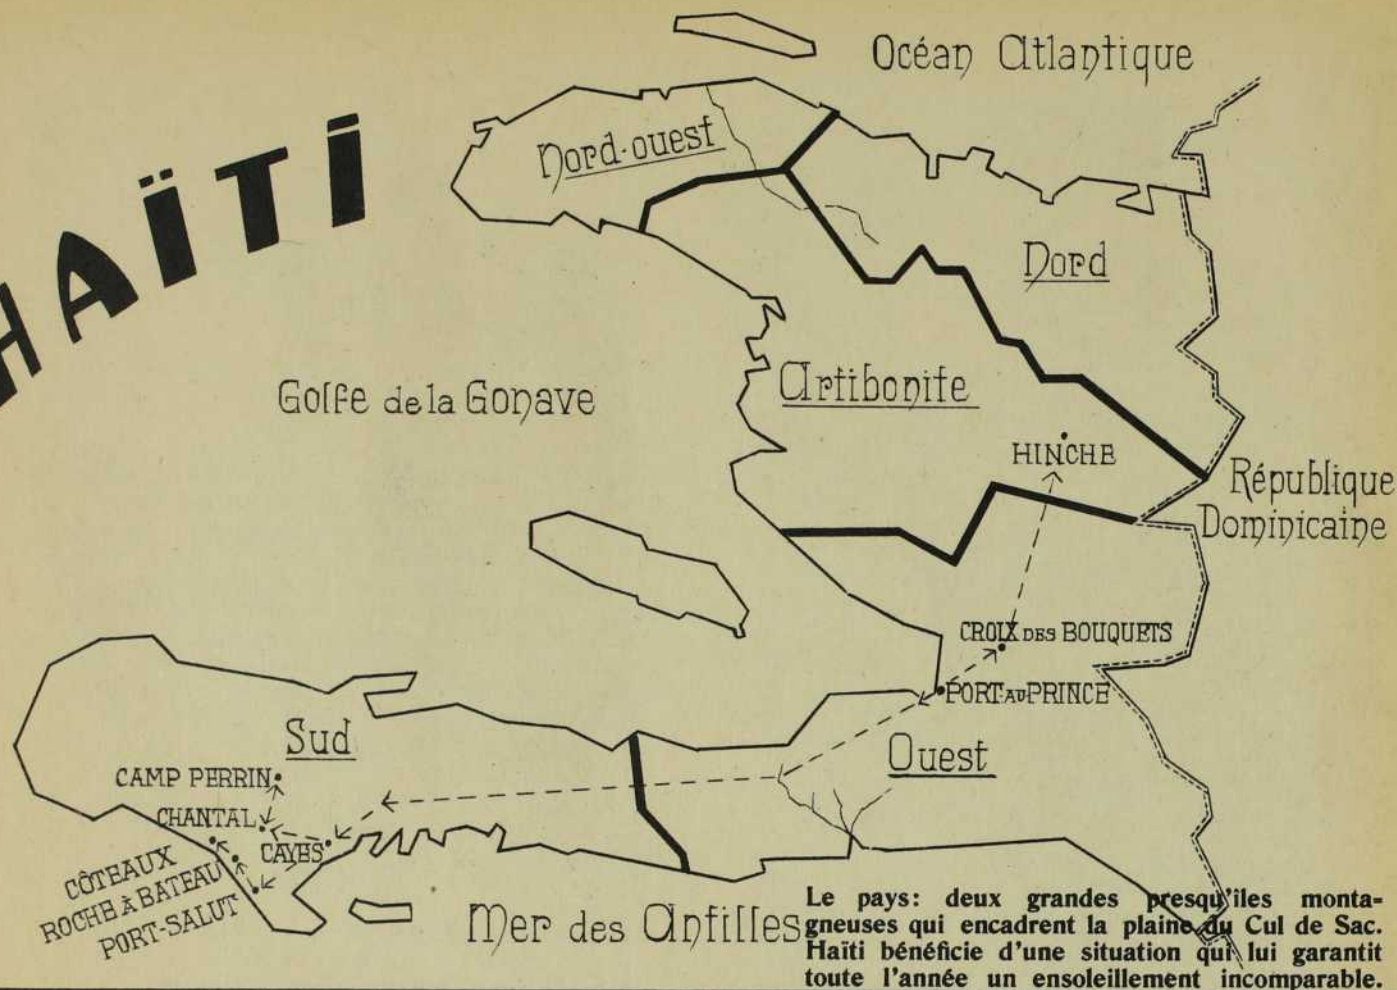 HAÏTI
Océan Atlantique
Nord-ouest
Nord
Golfe de la Gonave
Artibonite
HINCHE
République
Dominicaine
CROIX DES BOUQUETS
PORT-AU-PRINCE
Sud
Ouest
CAMP PERRIN
CHANTAL
CAYES
CÔTEAUX
ROCHE À BATEAU
PORT-SALUT
Mer des Antilles
Le pays: deux grandes presqu'iles monta-
gneuses qui encadrent la plaine du Cul de Sac.
Haïti bénéficie d'une situation qui lui garantit
toute l'année un ensoleillement incomparable.